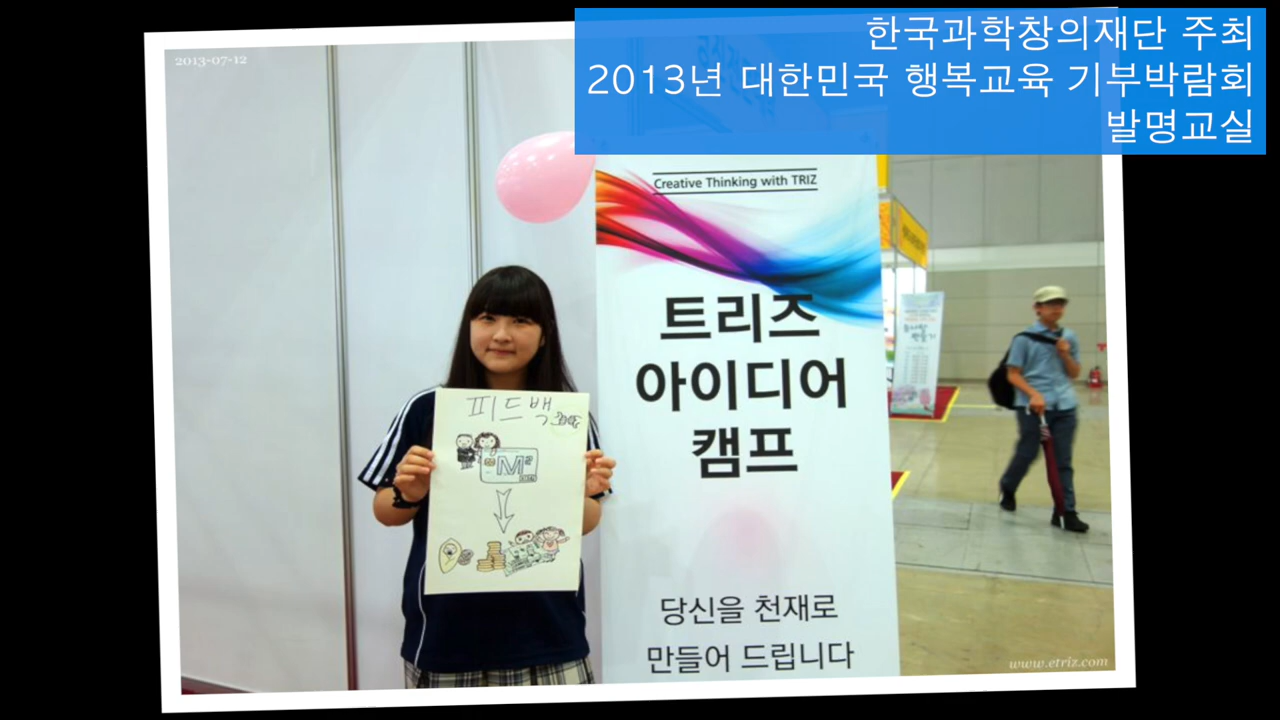 한국과학창의재단 주최
2013년 대한민국 행복교육 기부박람회
발명교실
2013-07-12
Creative Thinking with TRIZ
트리즈
아이디어
캠프
당신을 천재로
만들어 드립니다
피드백
M2
www.etriz.com